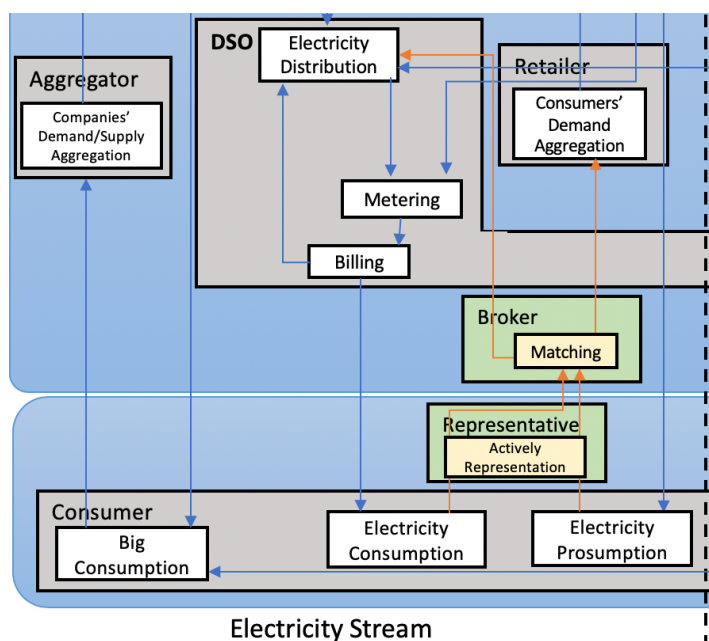 DSO
Electricity
Distribution
Aggregator
Companies'
Demand/Supply
Aggregation
Retailer
Consumers'
Demand
Aggregation
Metering
Billing
Broker
Matching
Representative
Actively
Representation
Consumer
Big
Consumption
Electricity
Consumption
Electricity
Prosumption
Electricity Stream